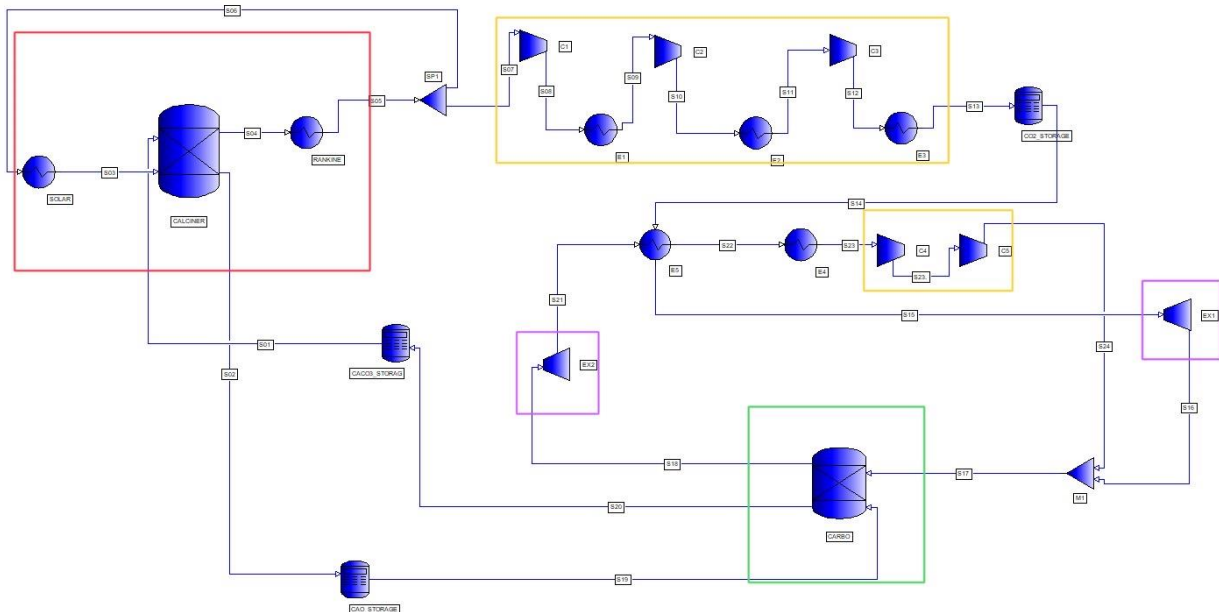 S06
C1
C2
C3
SP1
S07
S09
S11
S12
S08
S10
S05
S13
S04
E1
E2
E3
CO2_STORAGE
RANKINE
S03
SOLAR
CALCINER
S14
S22
S23
C4
C5
E5
E4
S23.
S21
S15
EX1
S24
S01
S02
CACO3_STORAG
EX2
S16
S18
S17
M1
S20
CARBO
S19
CAO_STORAGE